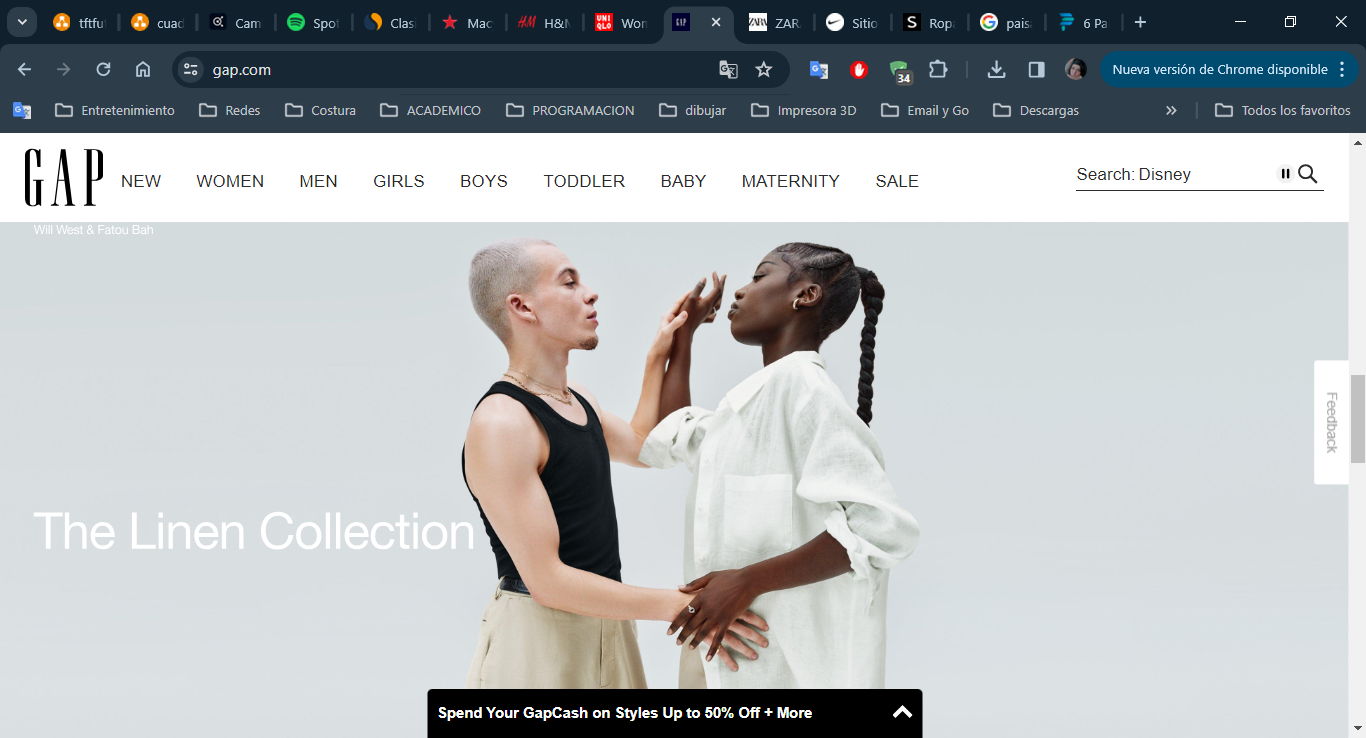 tftfu
cuad
Cam
Spot
Clas
Mac
H&M H&M
UNI QLO Won
GAP
ZARA ZAR
Sitio
S Ropa
pais
6 Pa
gap.com
34
Nueva versión de Chrome disponible
Entretenimiento Redes Costura ACADEMICO PROGRAMACION dibujar Impresora 3D Email y Go Descargas Todos los favoritos
GAP NEW WOMEN MEN GIRLS BOYS TODDLER BABY MATERNITY SALE
Search: Disney
Will West & Fatou Bah
Feedback
The Linen Collection
Spend Your GapCash on Styles Up to 50% Off + More